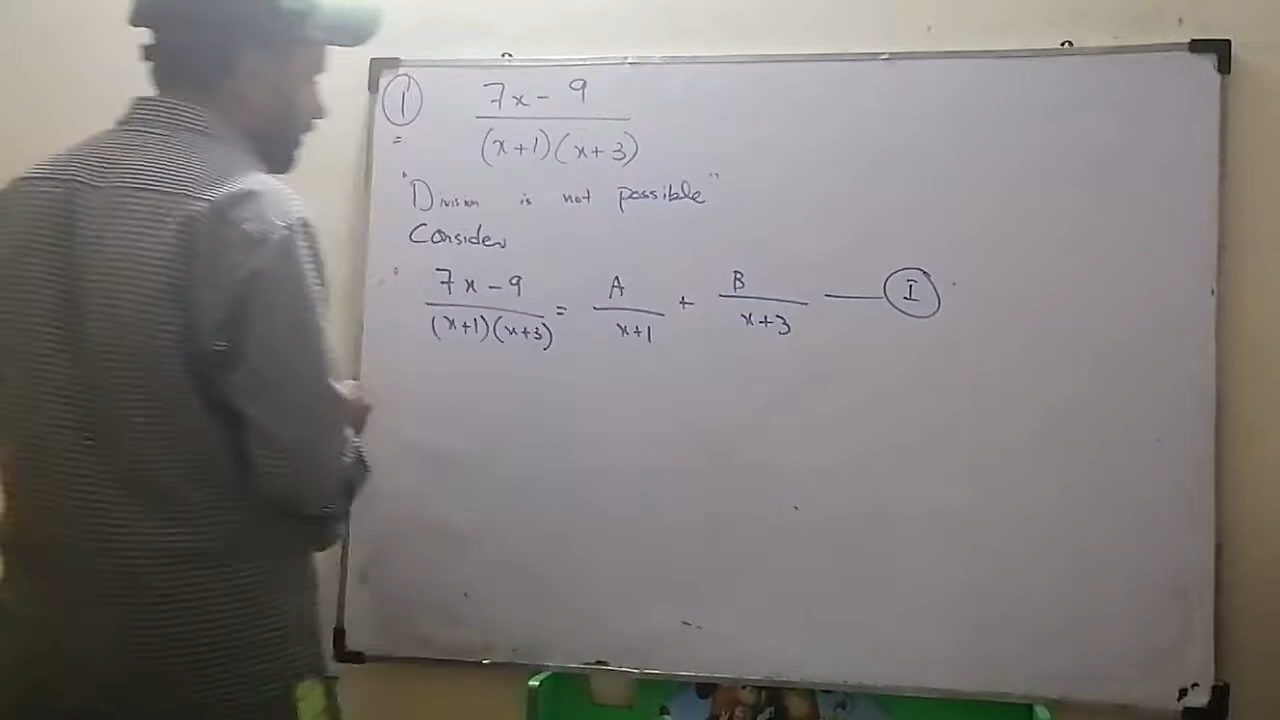 ① 7x - 9
(x+1)(x+3)
"Division is not possible"
Consider
7x - 9 / (x+1)(x+3) = A / x+1 + B / x+3 — Ⓘ